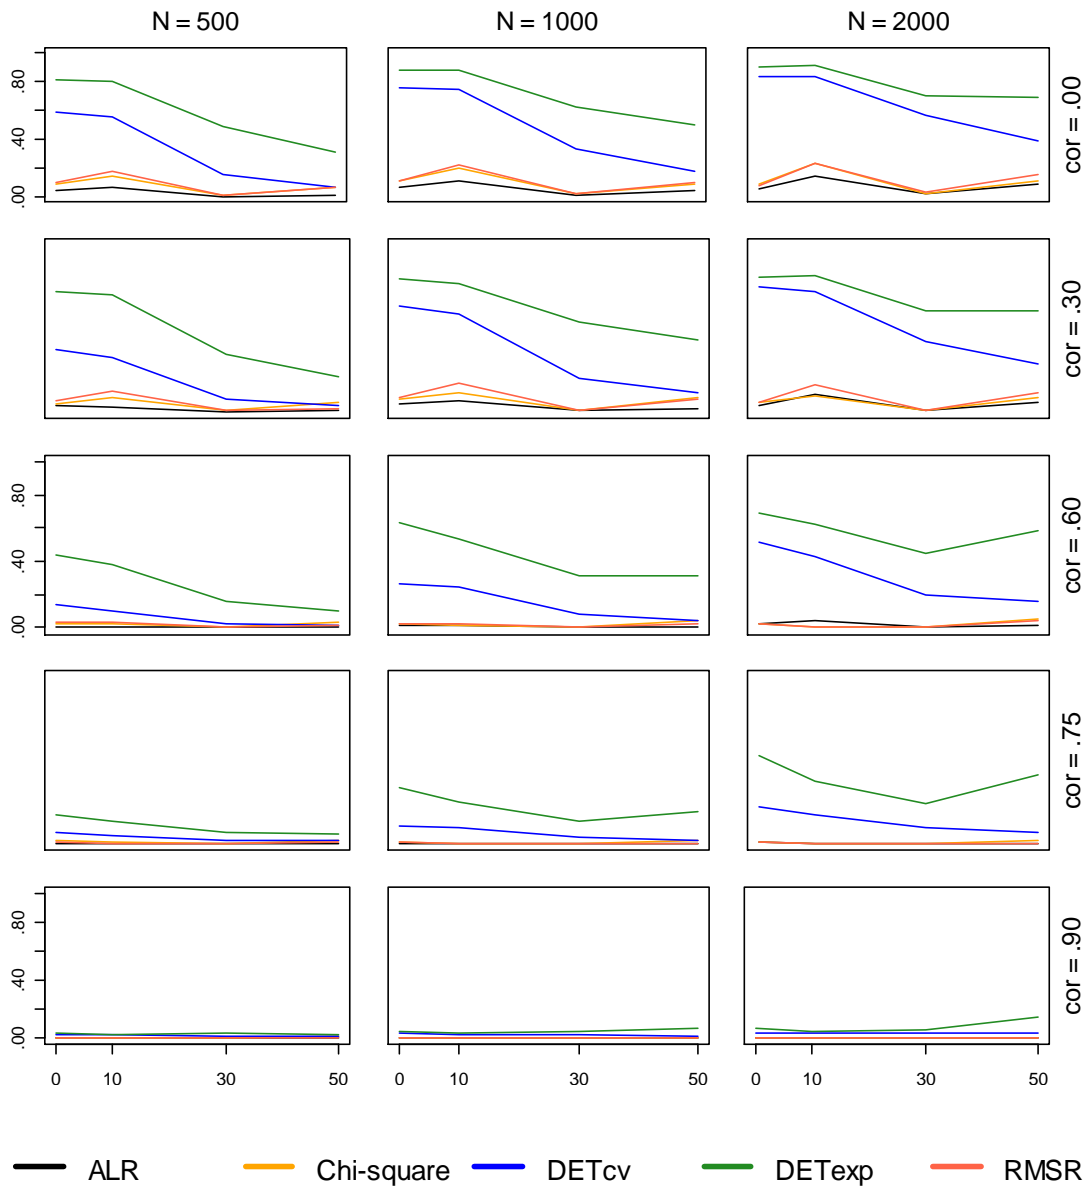 N = 500
N = 1000
N = 2000
.80
.40
.00
cor = .00
cor = .30
.80
.40
.00
cor = .60
cor = .75
.80
.40
.00
cor = .90
0 10 30 50
0 10 30 50
0 10 30 50
ALR Chi-square DETcv DETexp RMSR